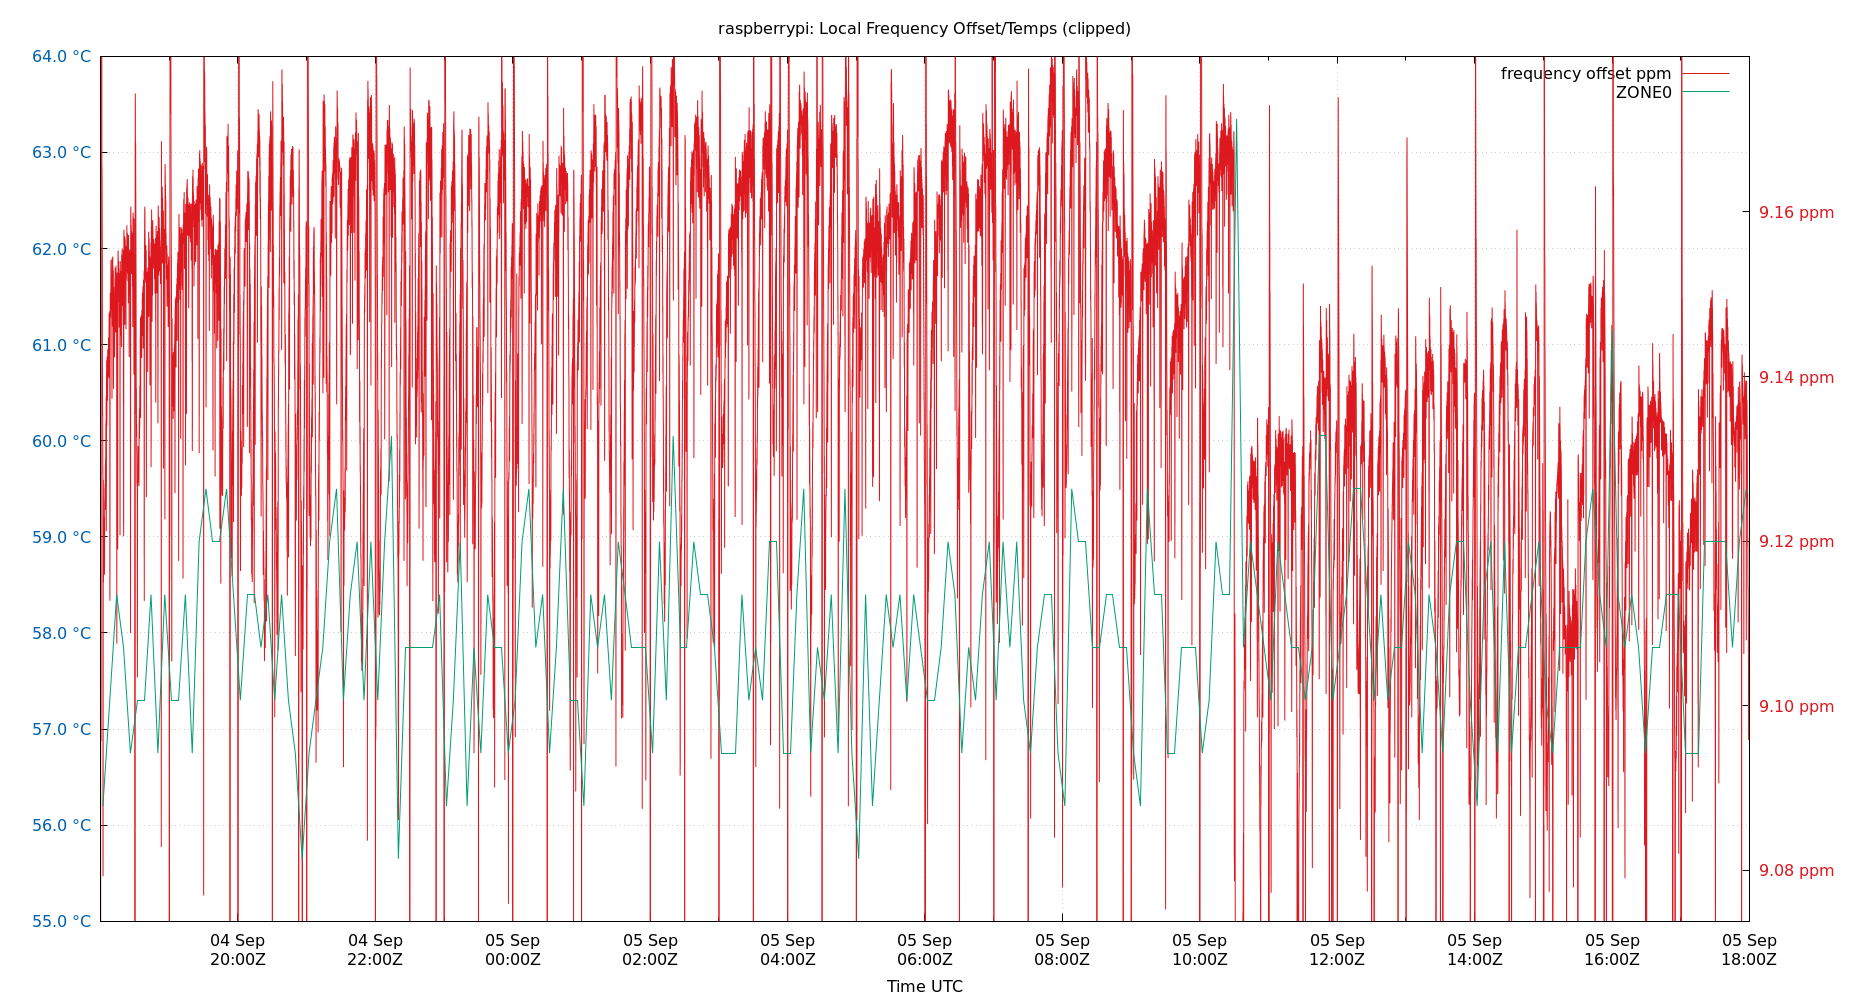 raspberrypi: Local Frequency Offset/Temps (clipped)
frequency offset ppm
ZONE0
64.0 °C
63.0 °C
62.0 °C
61.0 °C
60.0 °C
59.0 °C
58.0 °C
57.0 °C
56.0 °C
55.0 °C
9.16 ppm
9.14 ppm
9.12 ppm
9.10 ppm
9.08 ppm
04 Sep 04 Sep 05 Sep 05 Sep 05 Sep 05 Sep 05 Sep 05 Sep 05 Sep 05 Sep 05 Sep 05 Sep
20:00Z 22:00Z 00:00Z 02:00Z 04:00Z 06:00Z 08:00Z 10:00Z 12:00Z 14:00Z 16:00Z 18:00Z
Time UTC